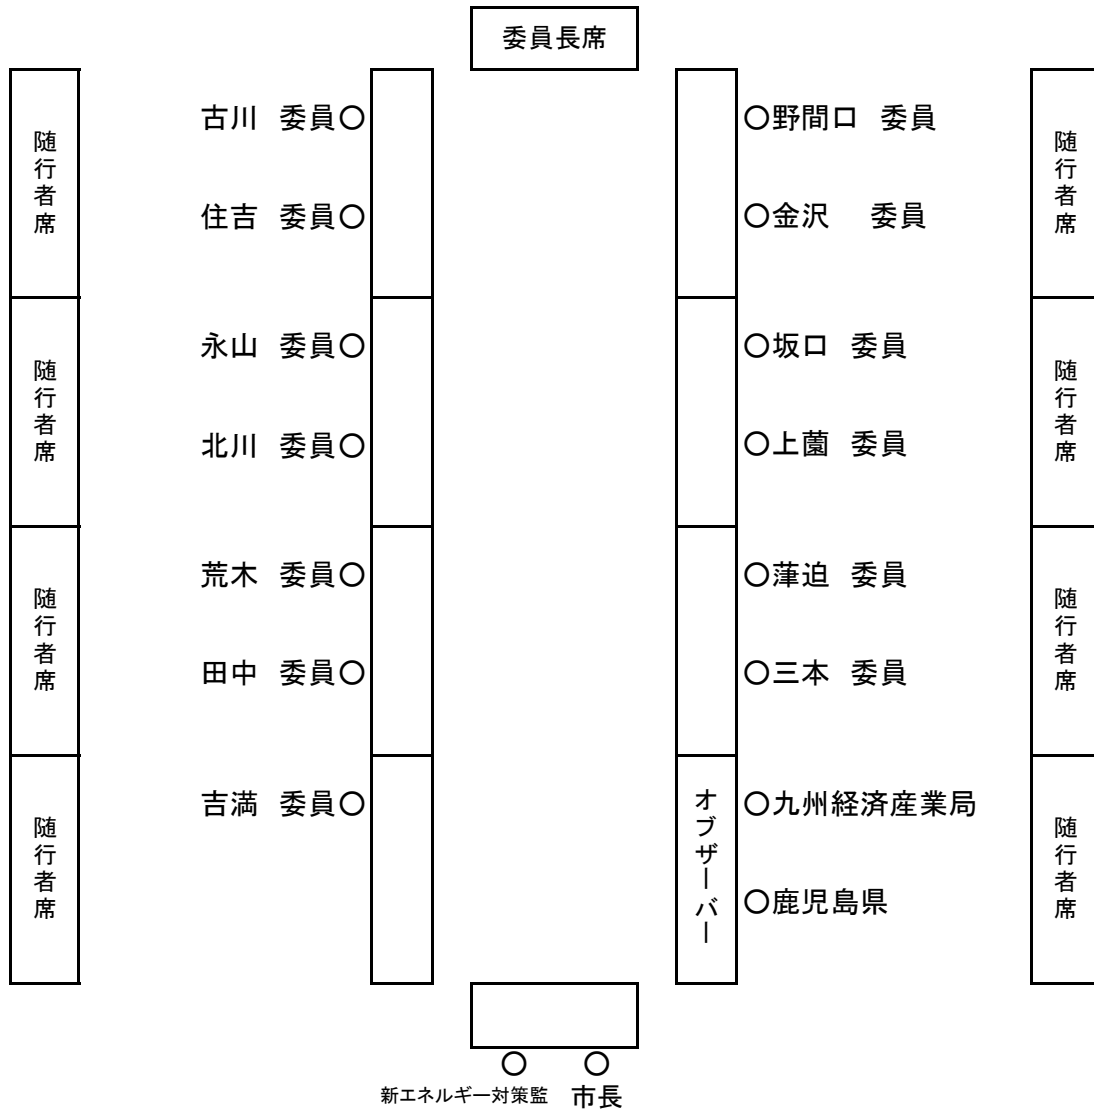 委員長席
随行者席
古川 委員○
○野間口 委員
随行者席
住吉 委員○
○金沢 委員
随行者席
永山 委員○
○坂口 委員
随行者席
北川 委員○
○上薗 委員
随行者席
荒木 委員○
○薄迫 委員
随行者席
田中 委員○
○三本 委員
随行者席
吉満 委員○
オブザーバー
○九州経済産業局
随行者席
○鹿児島県
○ ○
新エネルギー対策監 市長